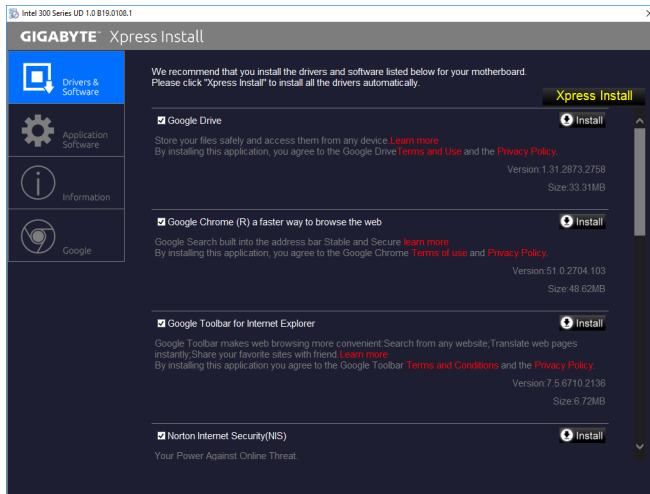 Intel 300 Series UD 1.0 B19.0108.1
GIGABYTE™ Xpress Install
Drivers &
Software
Application
Software
Information
Google
We recommend that you install the drivers and software listed below for your motherboard.
Please click "Xpress Install" to install all the drivers automatically.
Xpress Install
Google Drive
Install
Store your files safely and access them from any device.Learn more
By installing this application, you agree to the Google DriveTerms and Use and the Privacy Policy.
Version:1.31.2873.2758
Size:33.31MB
Google Chrome (R) a faster way to browse the web
Install
Google Search built into the address bar Stable and Secure learn more
By installing this application, you agree to the Google Chrome Terms of use and Privacy Policy.
Version:51.0.2704.103
Size:48.62MB
Google Toolbar for Internet Explorer
Install
Google Toolbar makes web browsing more convenient.Search from any website;Translate web pages
instantly;Share your favorite sites with friend.Learn more
By installing this application you agree to the Google Toolbar Terms and Conditions and the Privacy Policy.
Version:7.5.6710.2136
Size:6.72MB
Norton Internet Security(NIS)
Install
Your Power Against Online Threat.